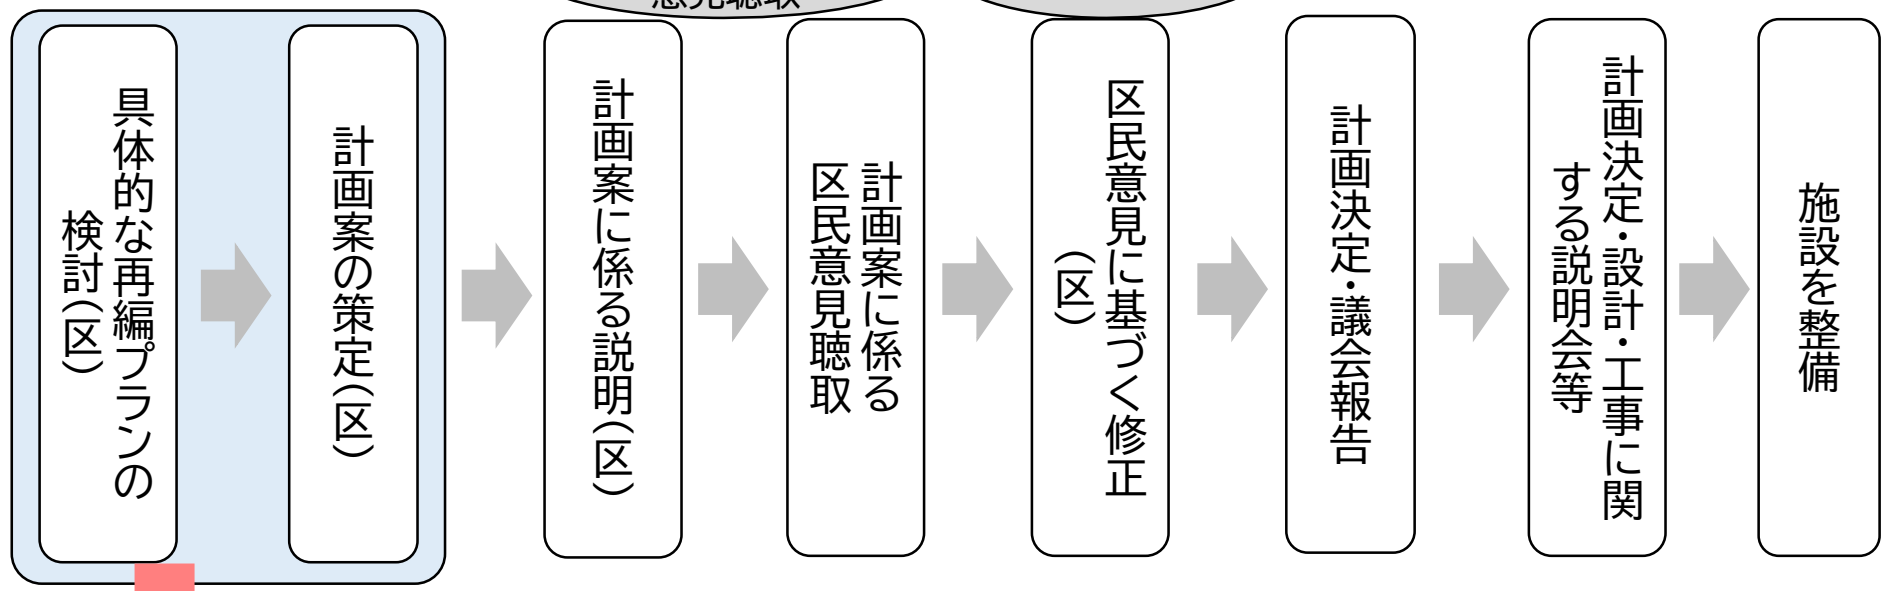 意見聴取
具体的な再編プランの
検討（区）
計画案の策定（区）
計画案に係る説明（区）
計画案に係る
区民意見聴取
区民意見に基づく修正
（区）
計画決定・議会報告
計画決定・設計・工事に関
する説明会等
施設を整備